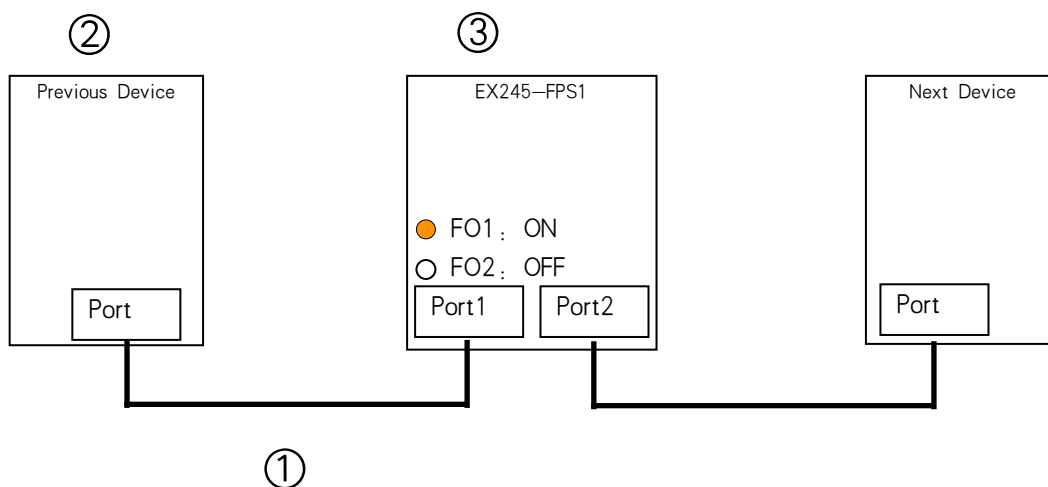 ② ③
Previous Device EX245-FPS1 Next Device
FO1: ON
FO2: OFF
Port Port1 Port2 Port
①